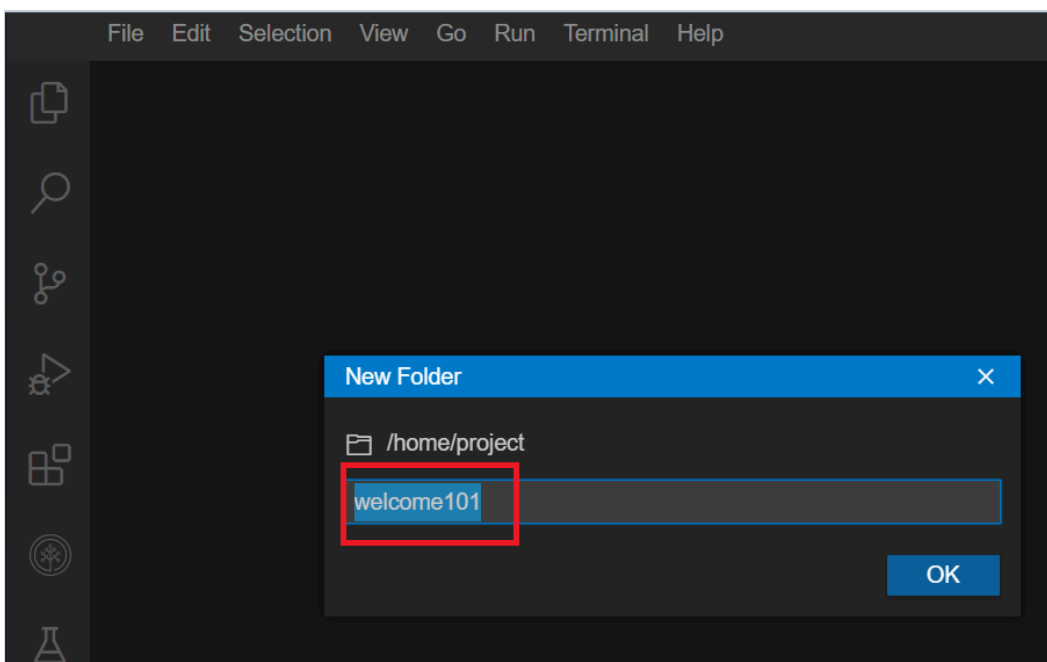 File Edit Selection View Go Run Terminal Help
New Folder
/home/project
welcome101
OK